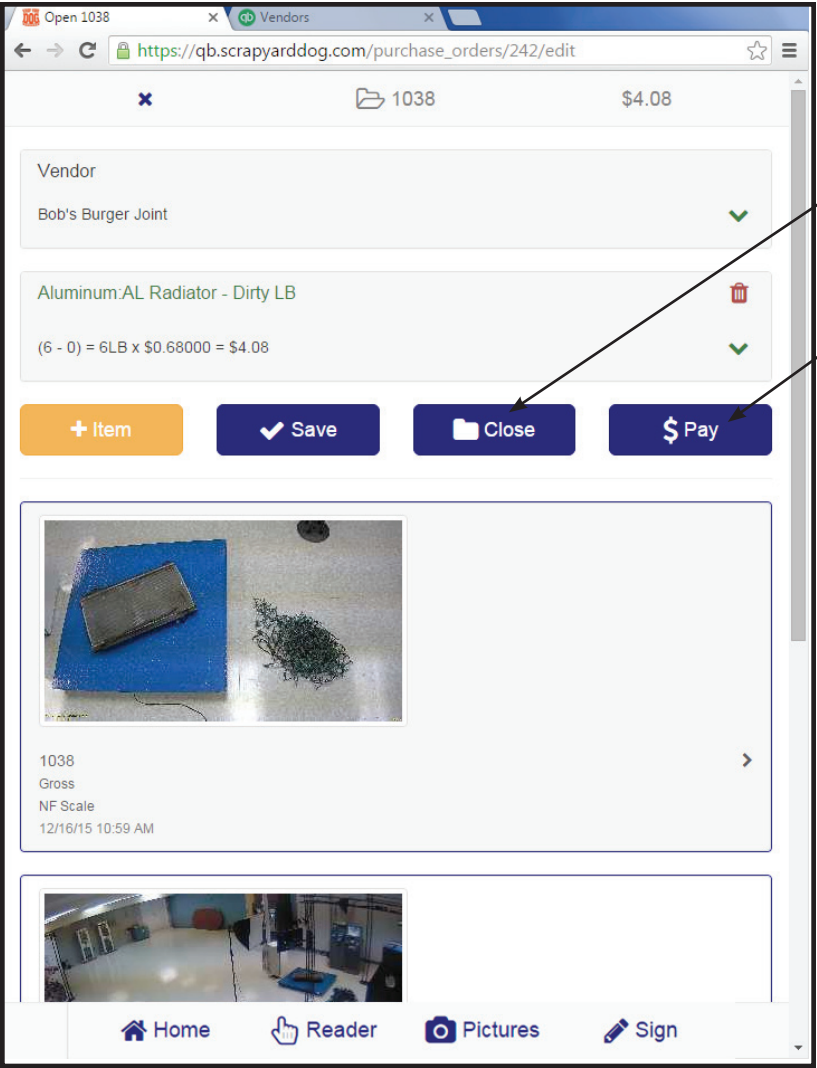 DOG Open 1038 × qb Vendors ×
https://qb.scrapyarddog.com/purchase_orders/242/edit
1038 $4.08
Vendor
Bob's Burger Joint
Aluminum:AL Radiator - Dirty LB
(6 - 0) = 6LB x $0.68000 = $4.08
+ Item Save Close $ Pay
1038
Gross
NF Scale
12/16/15 10:59 AM
Home Reader Pictures Sign